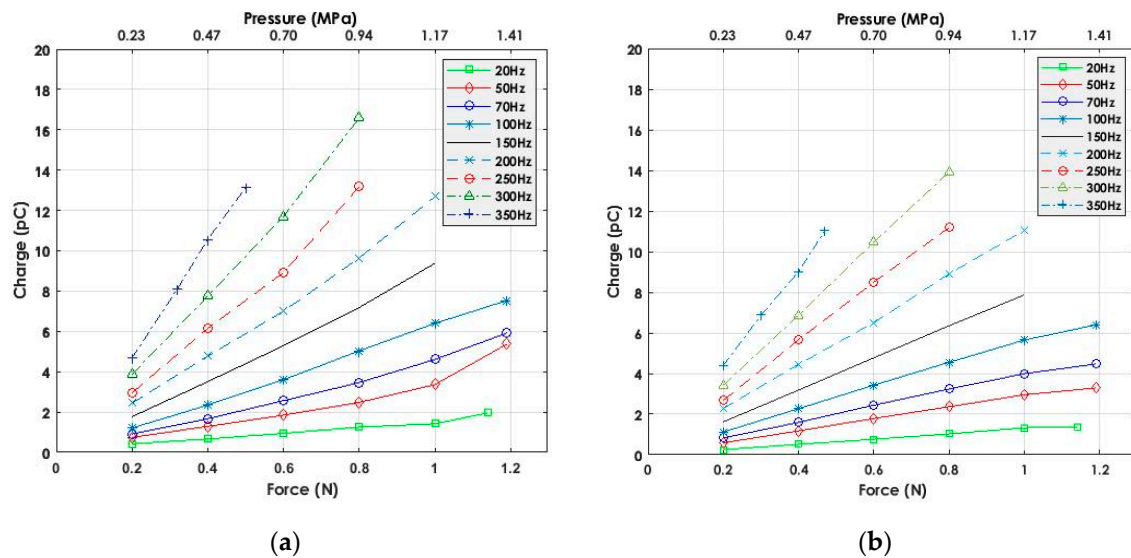 Pressure (MPa)
0.23 0.47 0.70 0.94 1.17 1.41
20
18
16
14
12
10
8
6
4
2
0
Charge (pC)
20Hz
50Hz
70Hz
100Hz
150Hz
200Hz
250Hz
300Hz
350Hz
0 0.2 0.4 0.6 0.8 1 1.2
Force (N)
(a)
Pressure (MPa)
0.23 0.47 0.70 0.94 1.17 1.41
20
18
16
14
12
10
8
6
4
2
0
Charge (pC)
20Hz
50Hz
70Hz
100Hz
150Hz
200Hz
250Hz
300Hz
350Hz
0 0.2 0.4 0.6 0.8 1 1.2
Force (N)
(b)